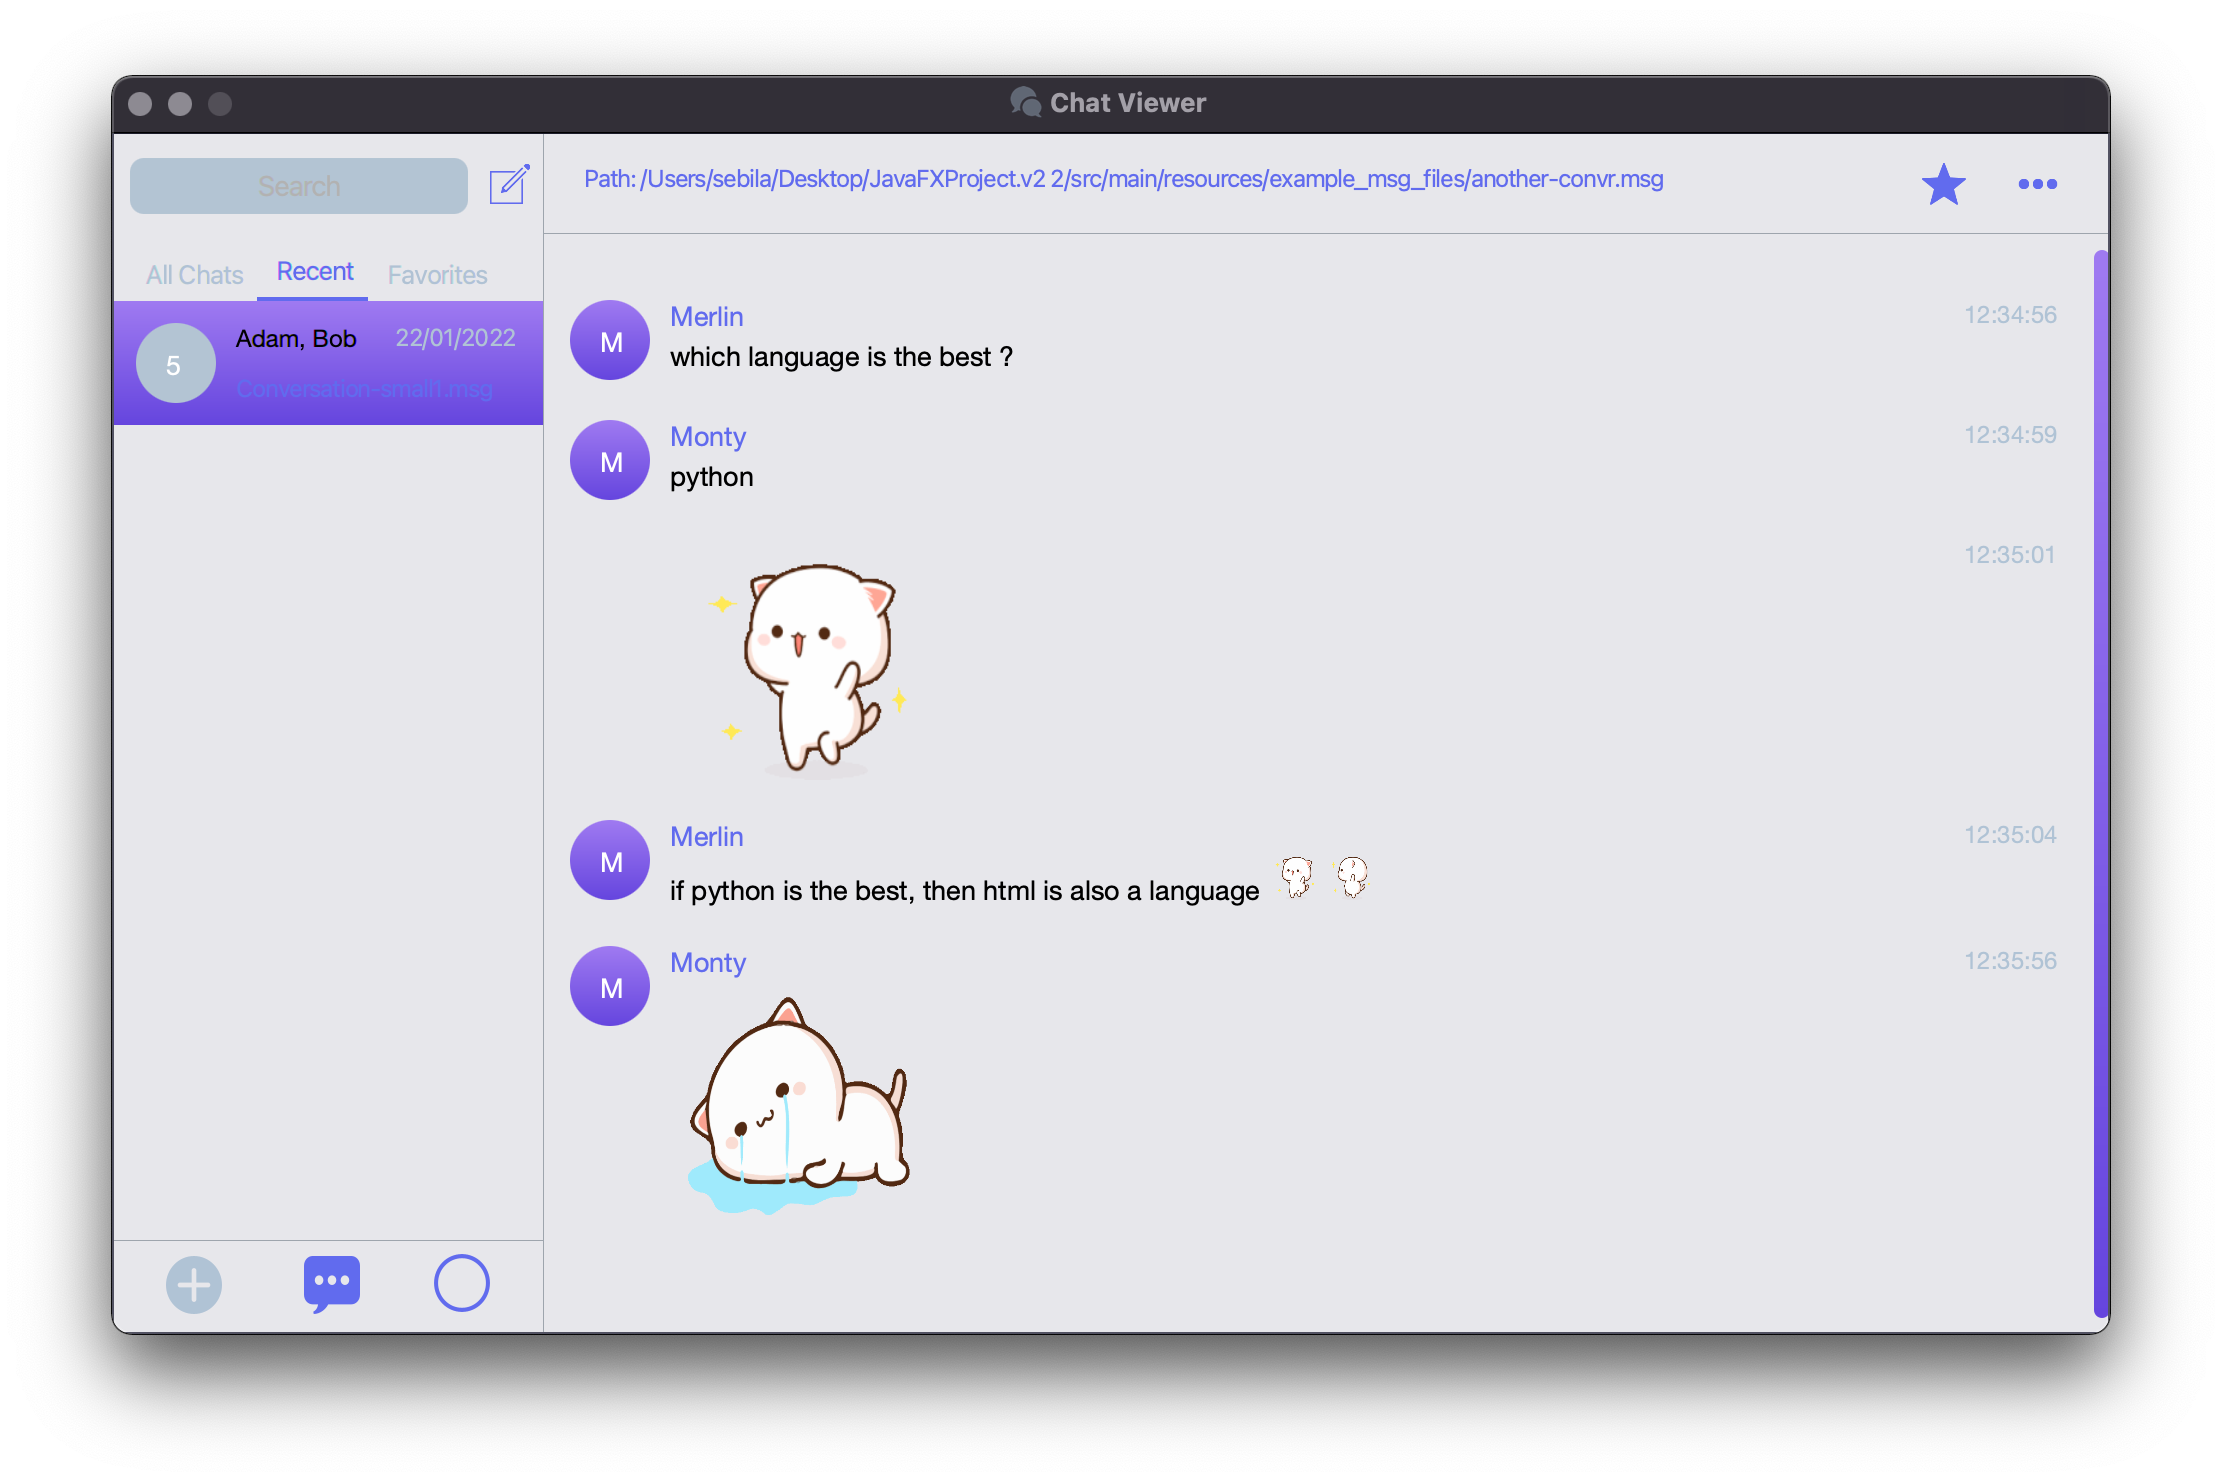 Chat Viewer
Search
Path: /Users/sebila/Desktop/JavaFXProject.v2 2/src/main/resources/example_msg_files/another-convr.msg
All Chats Recent Favorites
5
Adam, Bob 22/01/2022
Conversation-small1.msg
M
Merlin 12:34:56
which language is the best ?
M
Monty 12:34:59
python
12:35:01
M
Merlin 12:35:04
if python is the best, then html is also a language
M
Monty 12:35:56